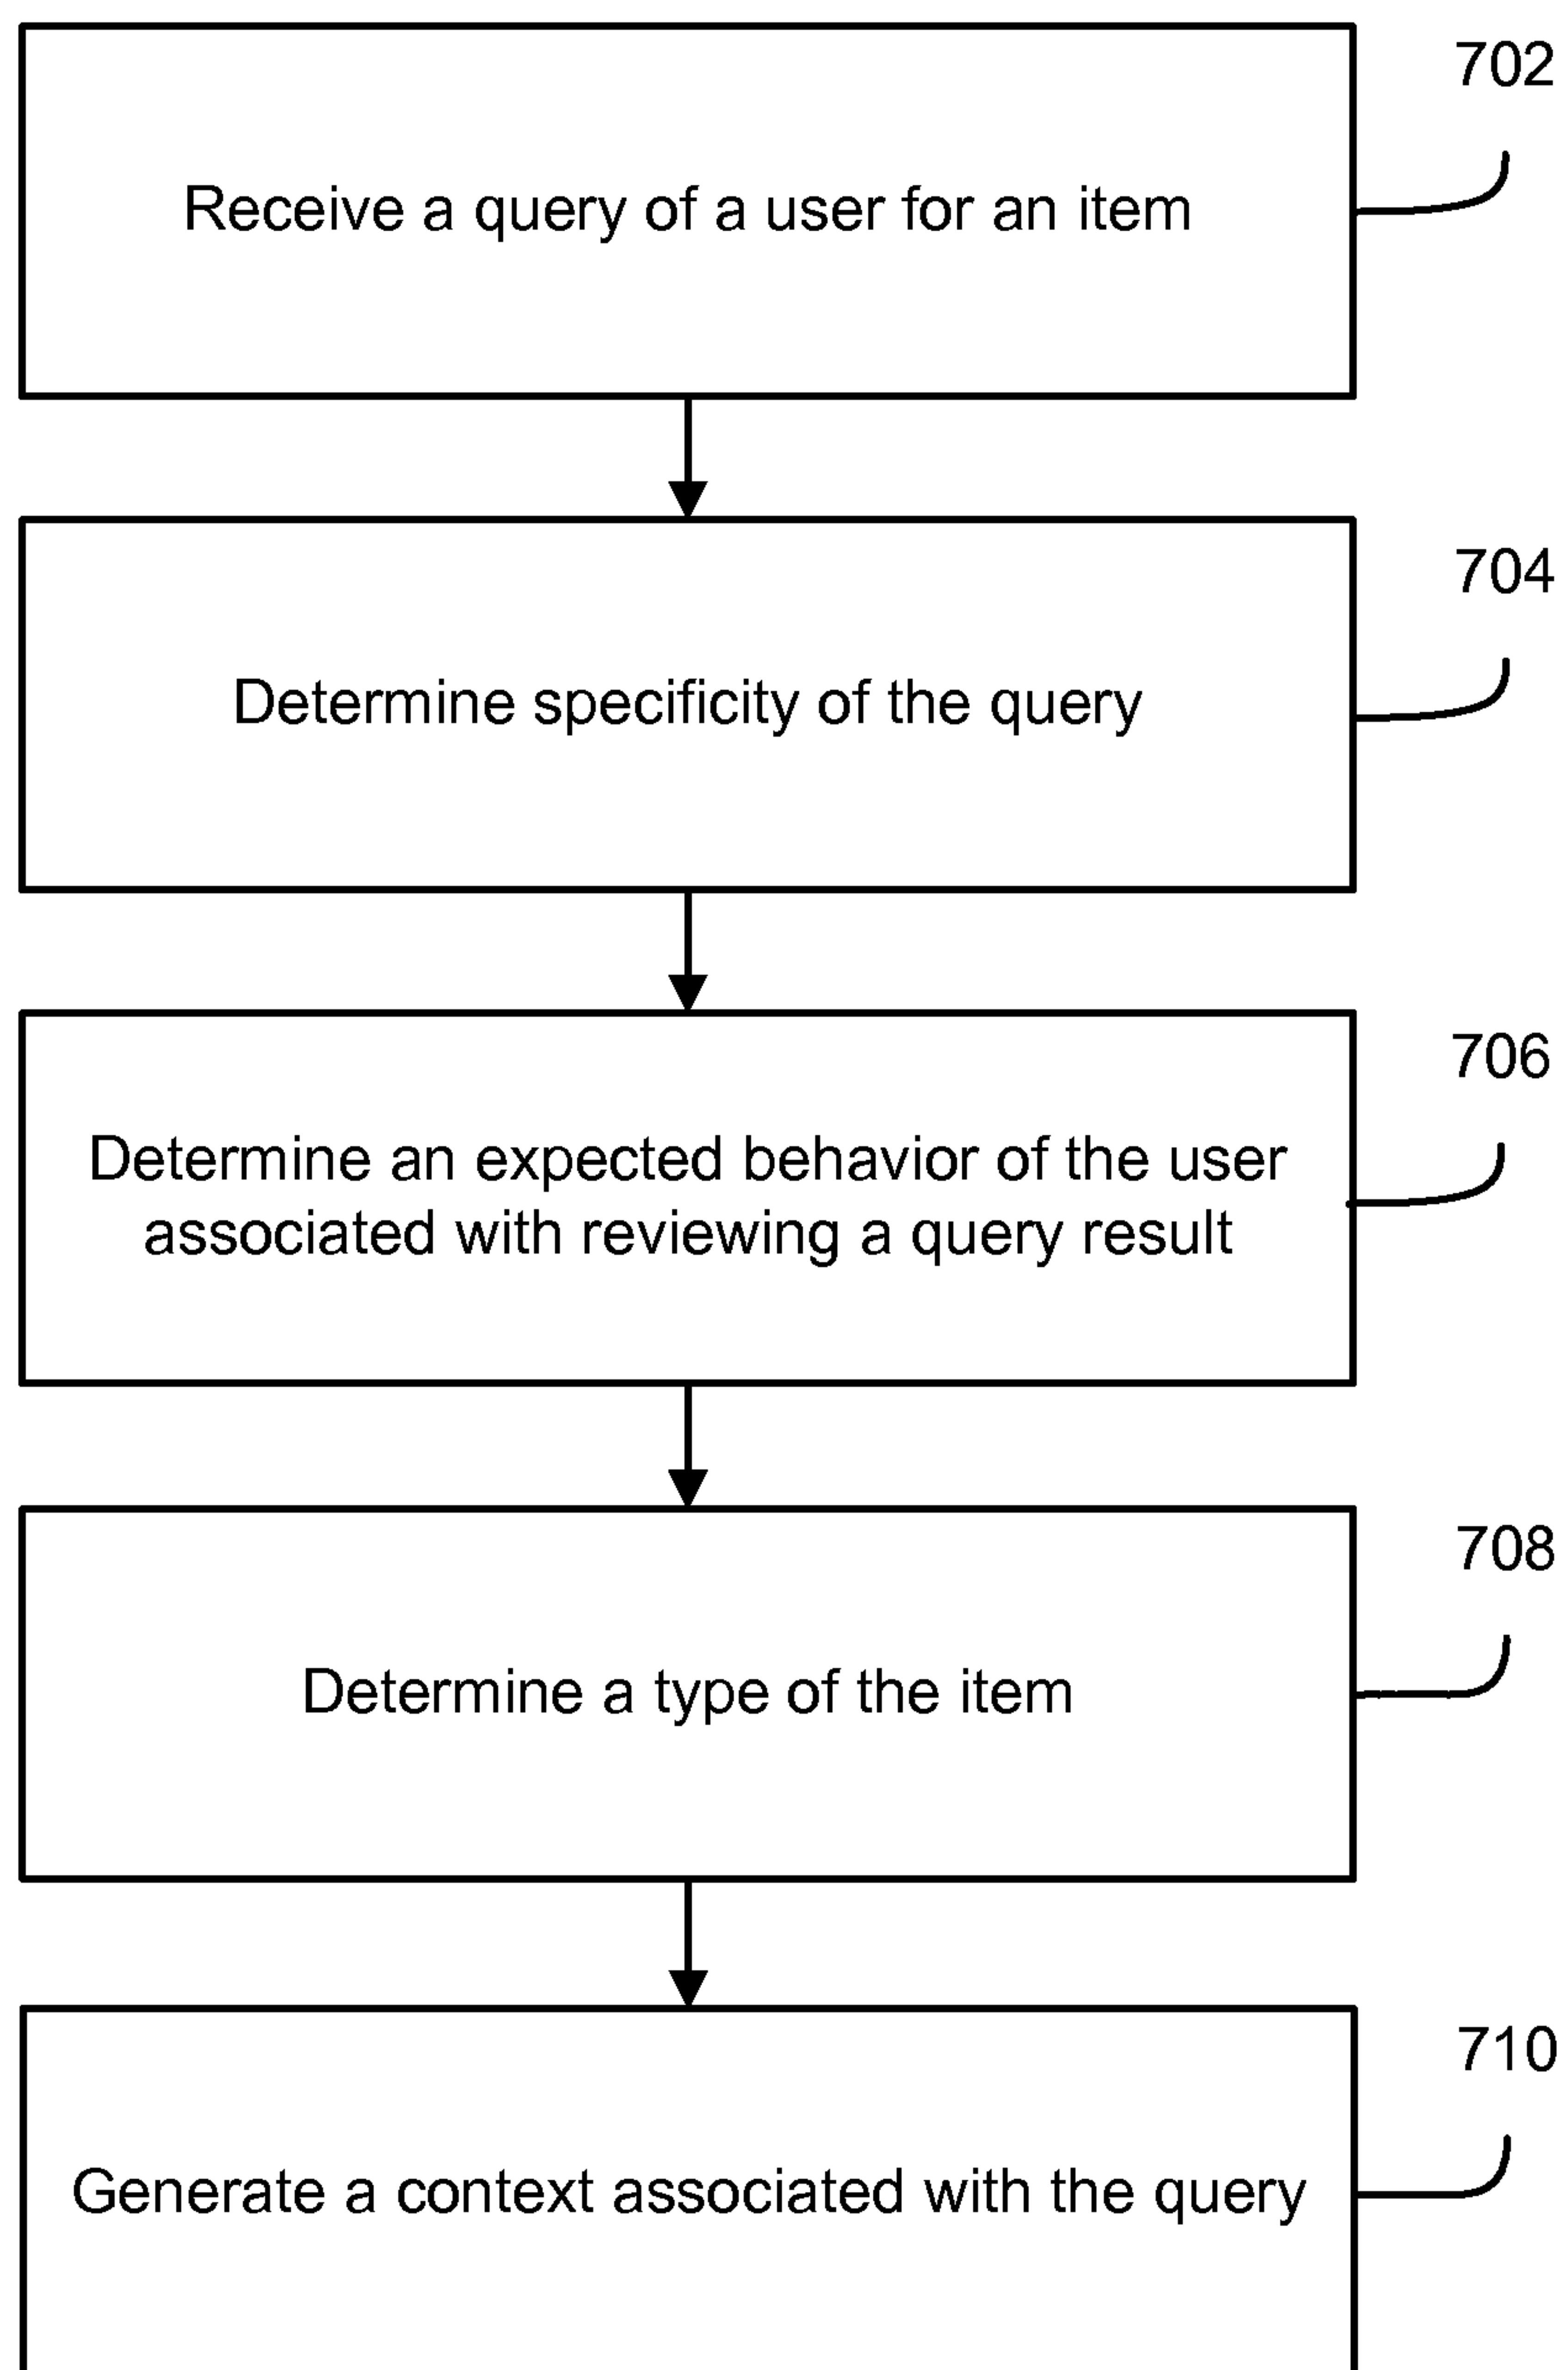 702
Receive a query of a user for an item
704
Determine specificity of the query
706
Determine an expected behavior of the user
associated with reviewing a query result
708
Determine a type of the item
710
Generate a context associated with the query